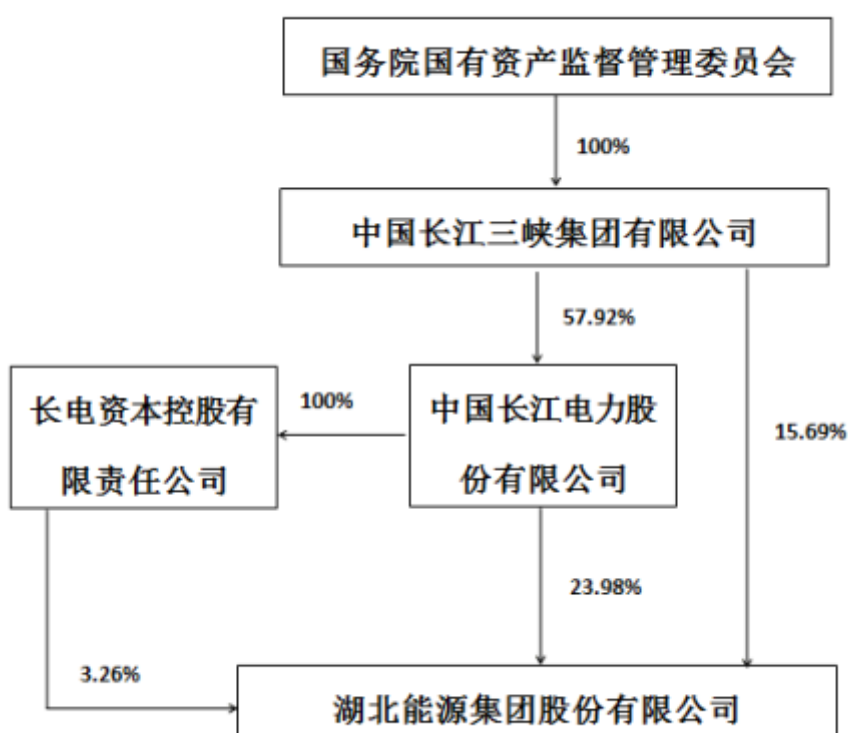 国务院国有资产监督管理委员会
100%
中国长江三峡集团有限公司
57.92%
长电资本控股有
限责任公司
100%
中国长江电力股
份有限公司
15.69%
23.98%
3.26%
湖北能源集团股份有限公司